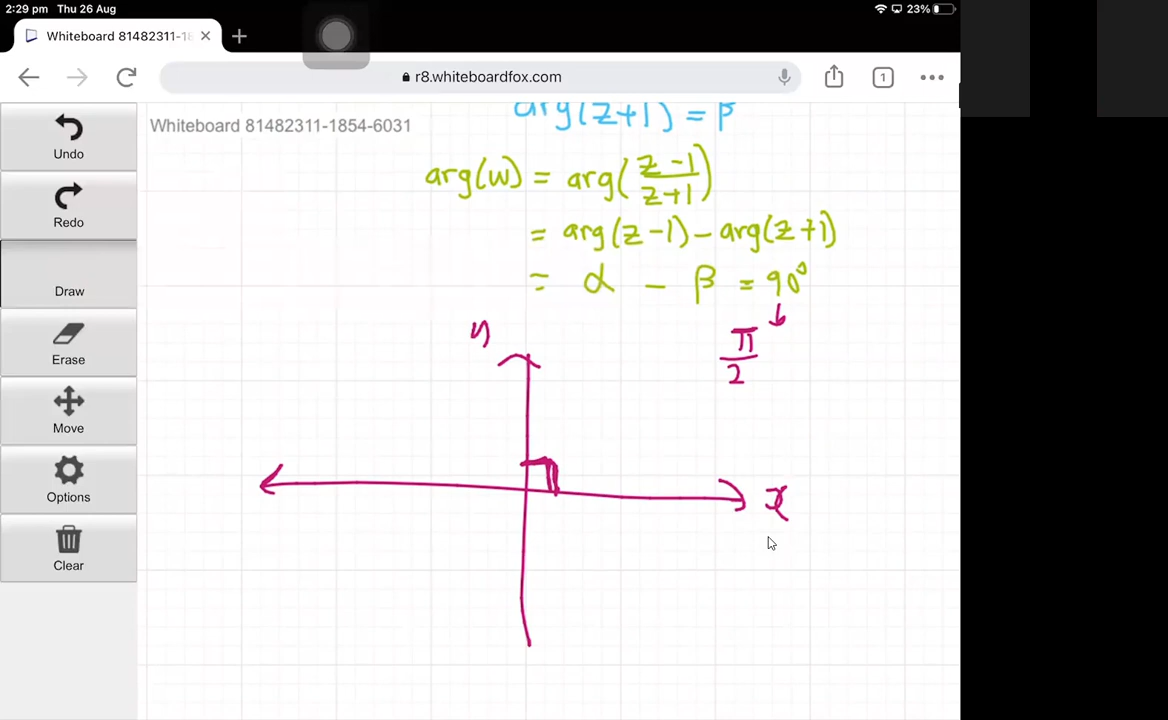 2:29 pm Thu 26 Aug
23%
Whiteboard 81482311-18
r8.whiteboardfox.com
1
Whiteboard 81482311-1854-6031
Undo
Redo
Draw
Erase
Move
Options
Clear
arg(z+1) = β
arg(w) = arg(z-1/z+1)
= arg(z-1) - arg(z+1)
= α - β = 90°
↓
π/2
y
x